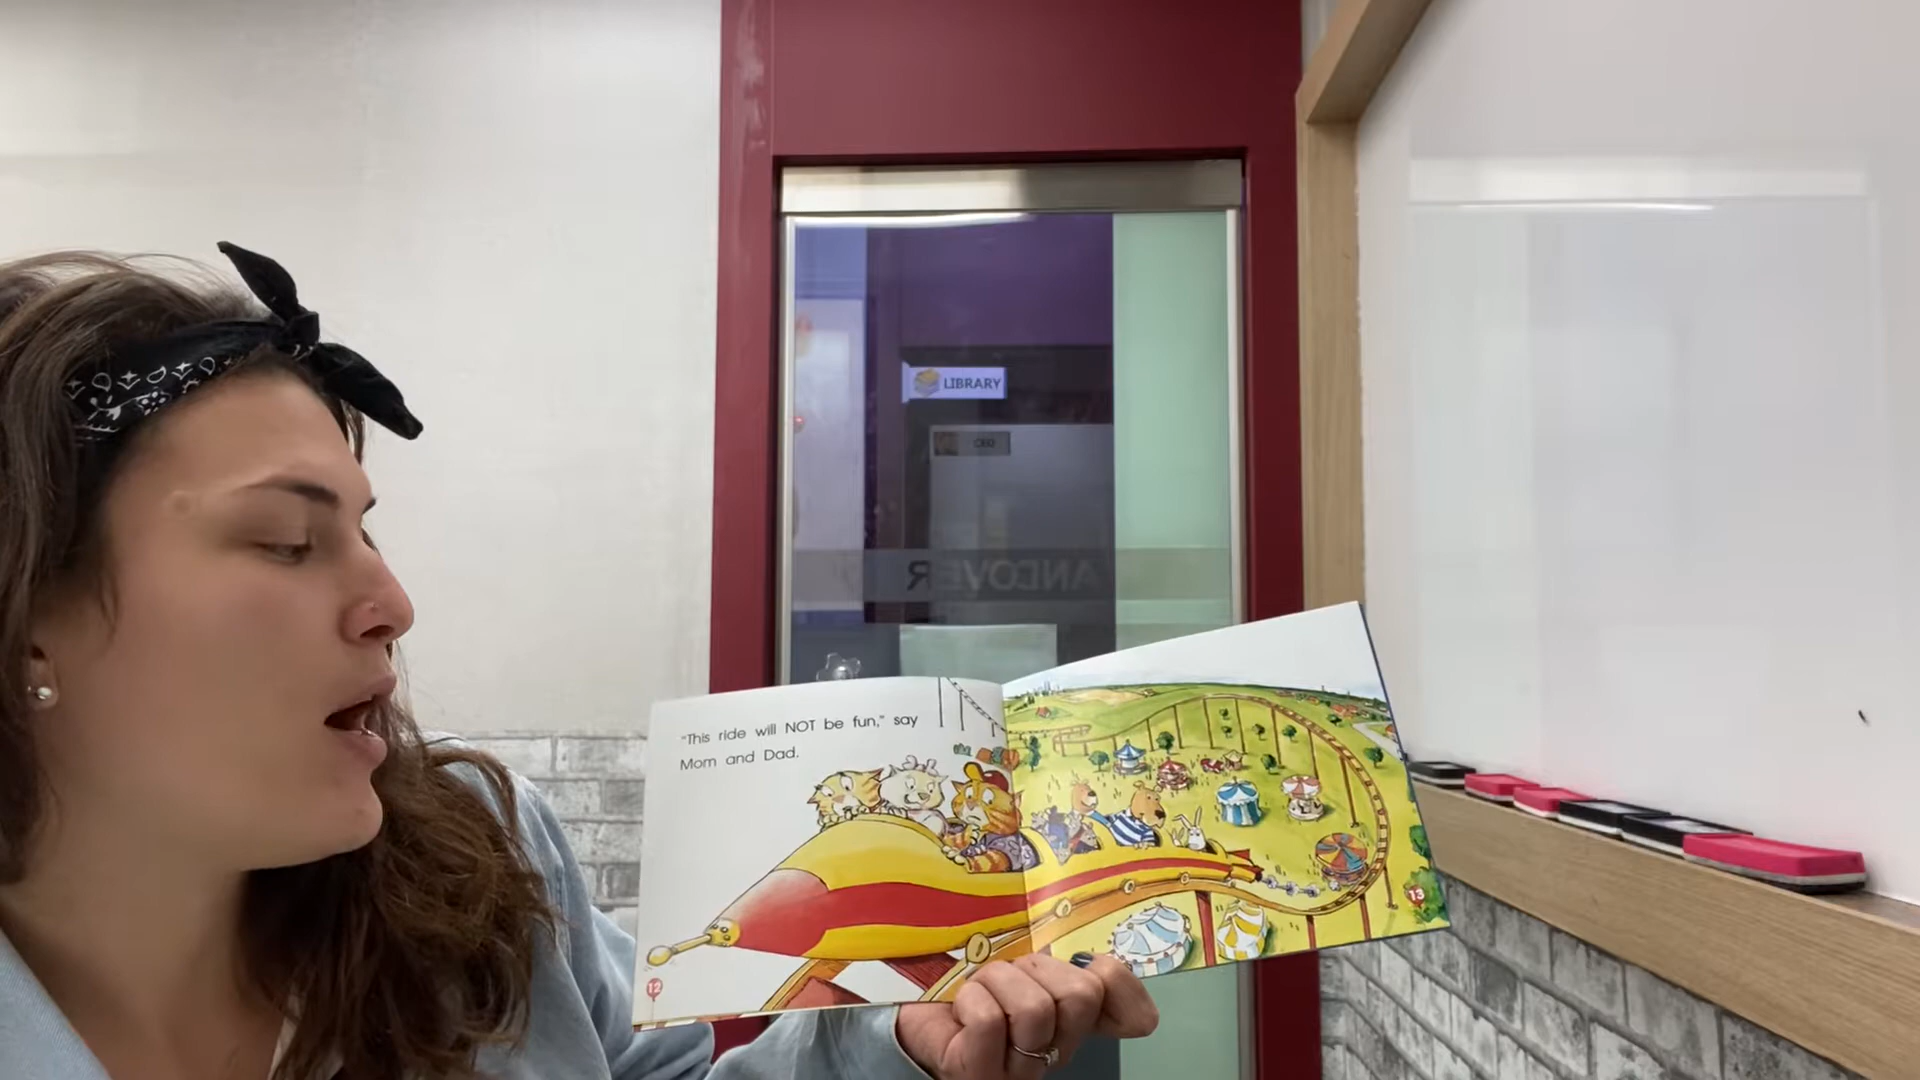 LIBRARY
ANCOVER
"This ride will NOT be fun," say
Mom and Dad.
12
13